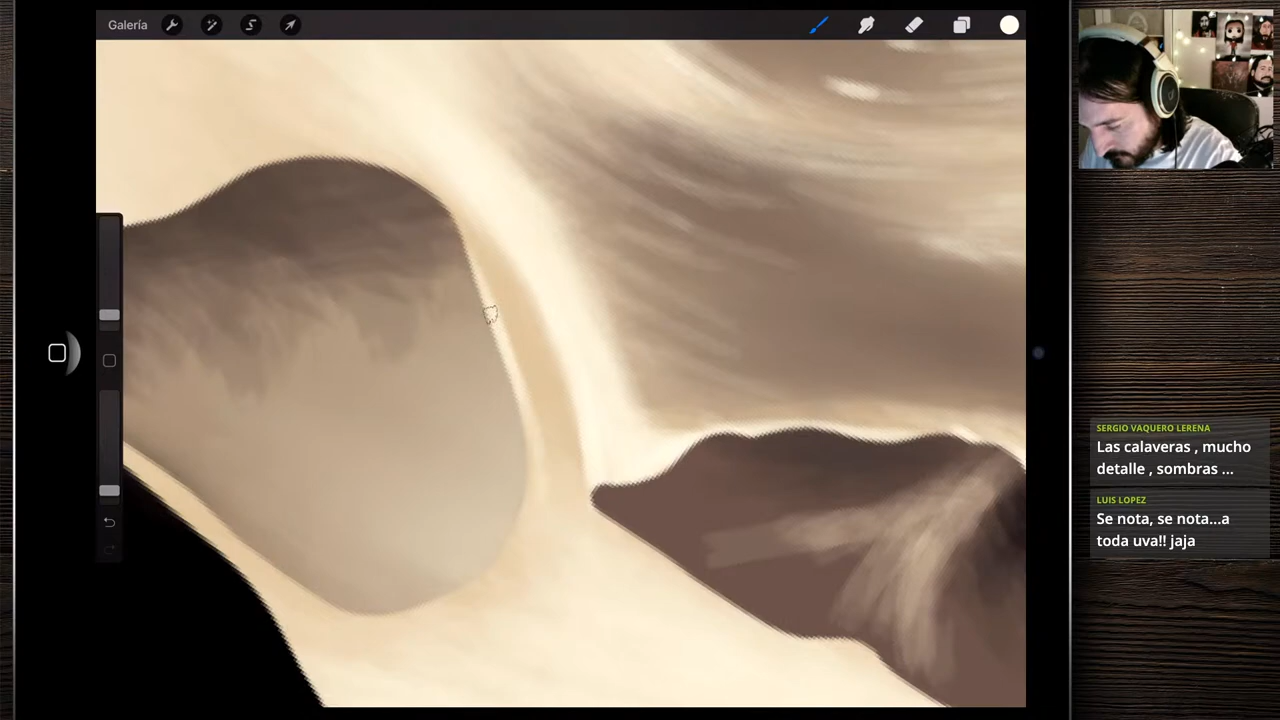 Galería
SERGIO VAQUERO LERENA
Las calaveras , mucho
detalle , sombras ...
LUIS LOPEZ
Se nota, se nota...a
toda uva!! jaja